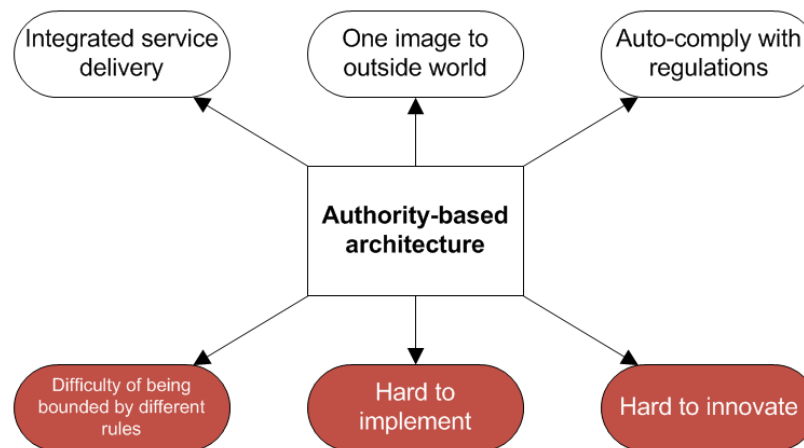 Integrated service
delivery
One image to
outside world
Auto-comply with
regulations
Authority-based
architecture
Difficulty of being
bounded by different
rules
Hard to
implement
Hard to innovate